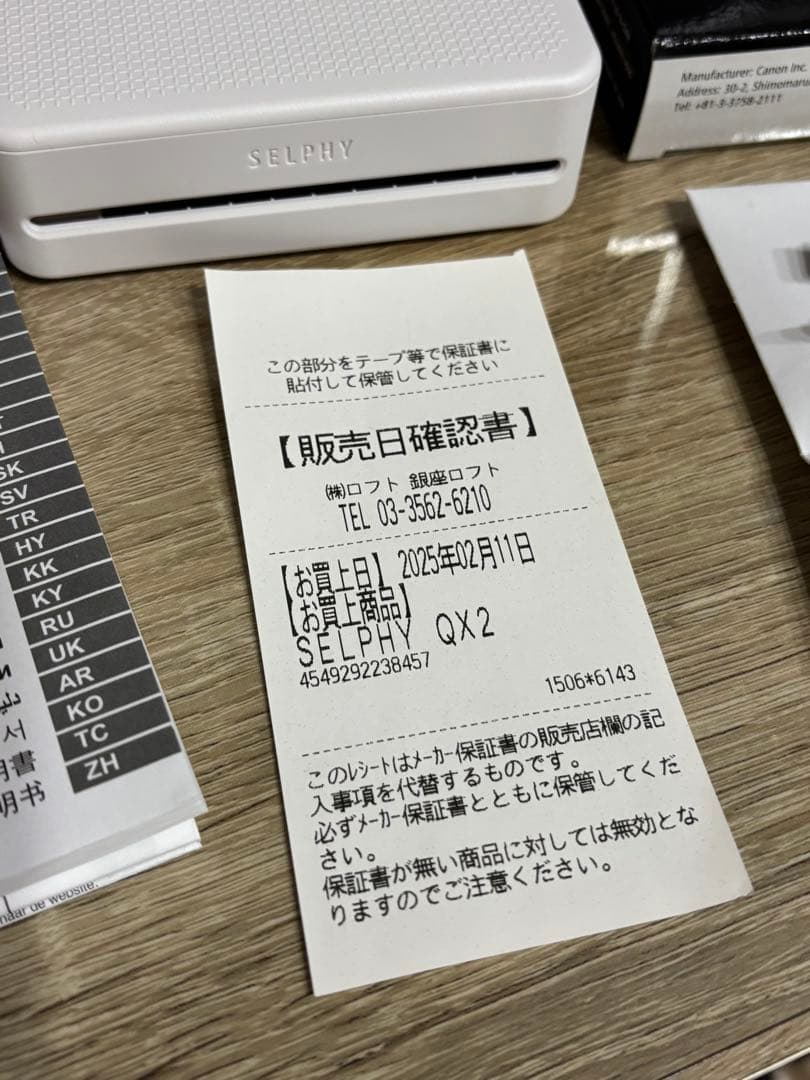 SELPHY
Manufacturer: Canon Inc.
Address: 30-2, Shimomaru
Tel: +81-3-3758-2111
この部分をテープ等で保証書に
貼付して保管してください
【販売日確認書】
㈱ロフト 銀座ロフト
TEL 03-3562-6210
【お買上日】 2025年02月11日
【お買上商品】
SELPHY QX2
4549292238457
1506*6143
このレシートはメーカー保証書の販売店欄の記
入事項を代替するものです。
必ずメーカー保証書とともに保管してくだ
さい。
保証書が無い商品に対しては無効とな
りますのでご注意ください。
SK
SV
TR
HY
KK
KY
RU
UK
AR
KO
TC
ZH
서
明書
明书
naar de website.